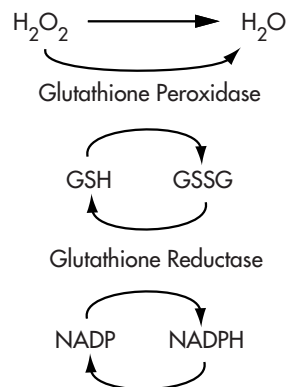 H₂O₂ H₂O
Glutathione Peroxidase
GSH GSSG
Glutathione Reductase
NADP NADPH